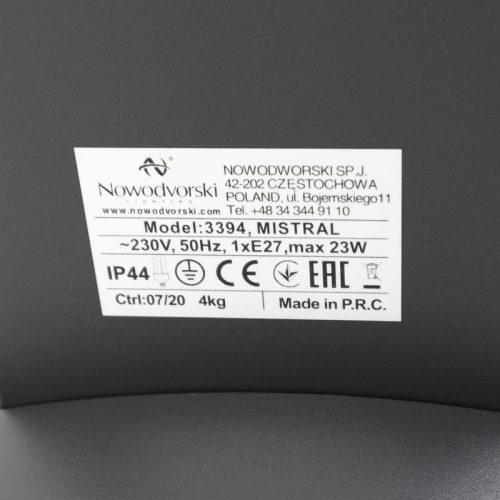 Nowodvorski
LIGHTING
www.nowodvorski.com
NOWODWORSKI SP.J.
42-202 CZĘSTOCHOWA
POLAND, ul. Bojemskiego11
Tel. +48 34 344 91 10
Model:3394, MISTRAL
~230V, 50Hz, 1xE27,max 23W
IP44 CE EAC
Ctrl:07/20 4kg Made in P.R.C.